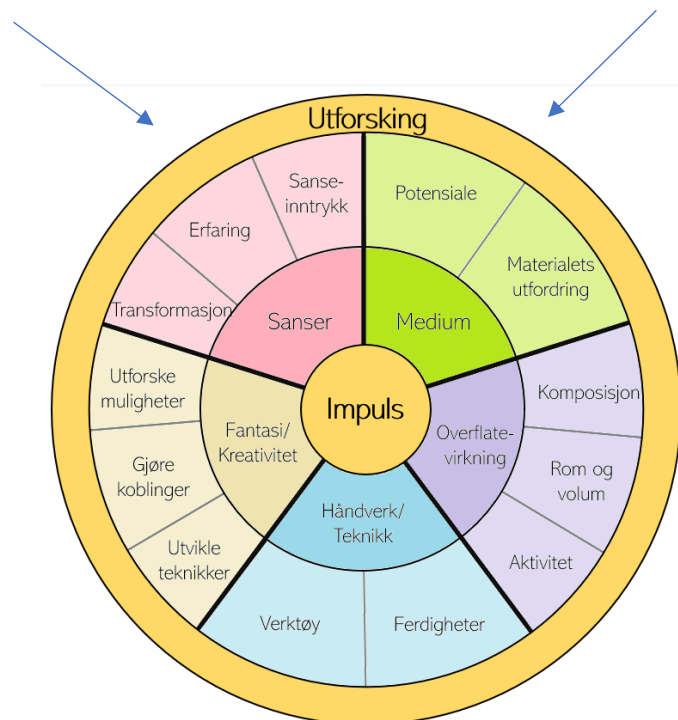 Utforsking
Sanse-
inntrykk
Potensiale
Erfaring
Materialets
utfordring
Transformasjon
Sanser
Medium
Utforske
muligheter
Impuls
Komposisjon
Fantasi/
Kreativitet
Overflate-
virkning
Gjøre
koblinger
Rom og
volum
Håndverk/
Teknikk
Utvikle
teknikker
Aktivitet
Verktøy
Ferdigheter